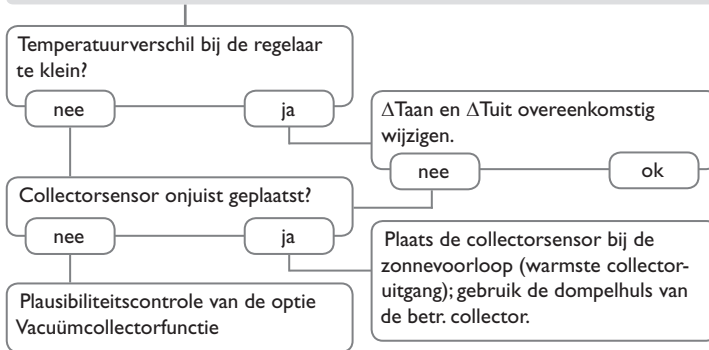 Temperatuurverschil bij de regelaar
te klein?
nee
ja
∆Taan en ∆Tuit overeenkomstig
wijzigen.
nee
ok
Collectorsensor onjuist geplaatst?
nee
ja
Plaats de collectorsensor bij de
zonnevoorloop (warmste collector-
uitgang); gebruik de dompelhuls van
de betr. collector.
Plausibiliteitscontrole van de optie
Vacuümcollectorfunctie